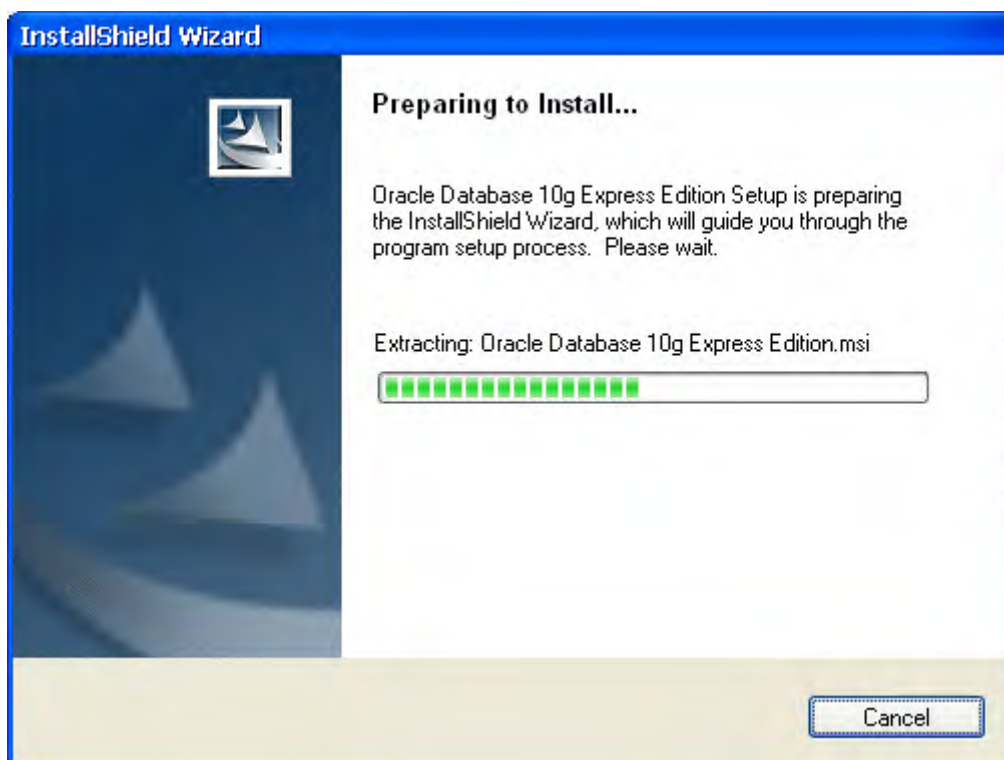 InstallShield Wizard
Preparing to Install...
Oracle Database 10g Express Edition Setup is preparing
the InstallShield Wizard, which will guide you through the
program setup process.  Please wait.
Extracting: Oracle Database 10g Express Edition.msi
Cancel